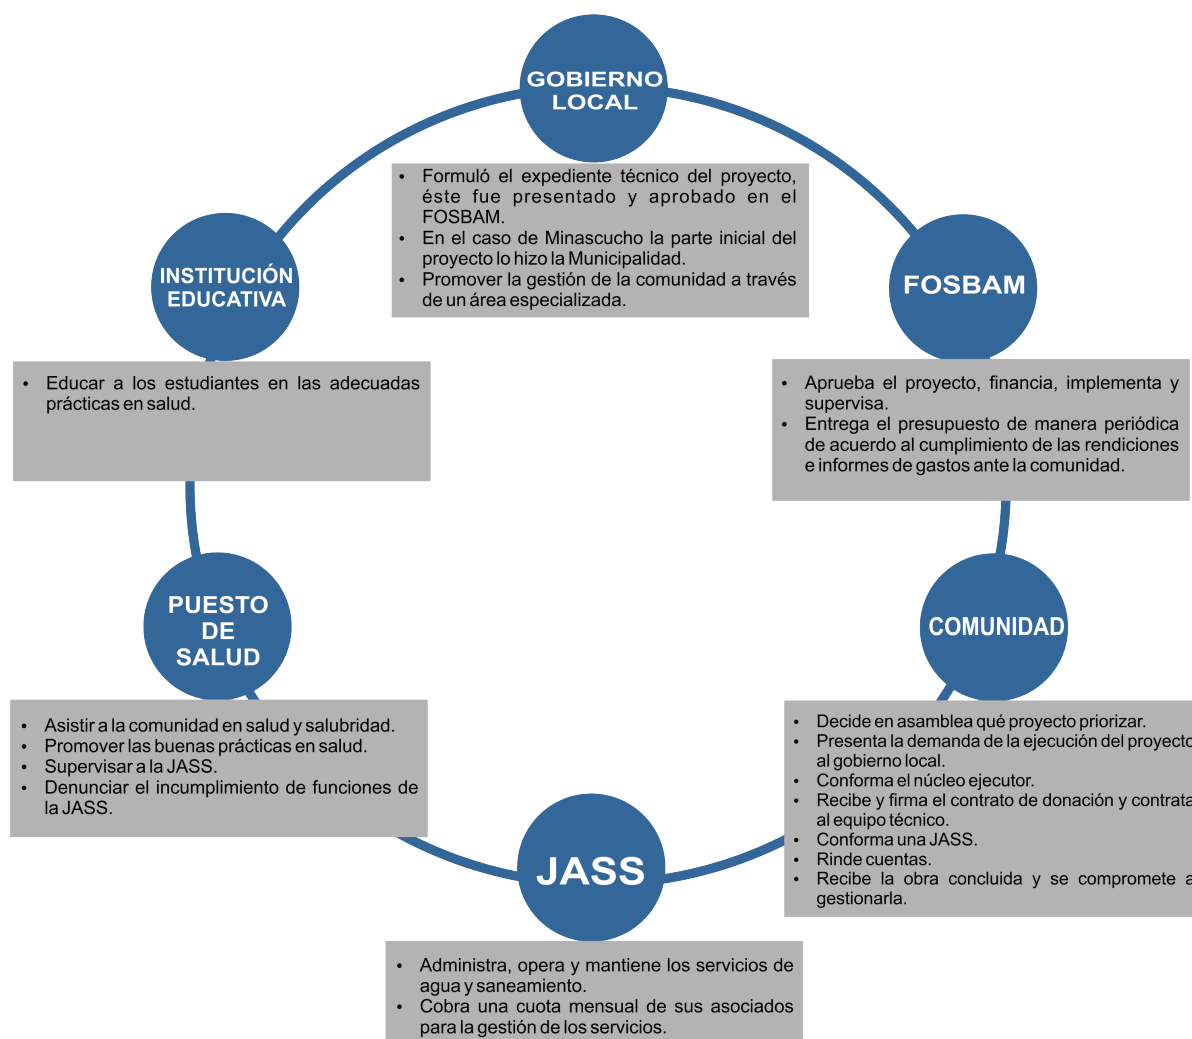 GOBIERNO
LOCAL
• Formuló el expediente técnico del proyecto,
éste fue presentado y aprobado en el
FOSBAM.
• En el caso de Minascucho la parte inicial del
proyecto lo hizo la Municipalidad.
• Promover la gestión de la comunidad a través
de un área especializada.
FOSBAM
• Aprueba el proyecto, financia, implementa y
supervisa.
• Entrega el presupuesto de manera periódica
de acuerdo al cumplimiento de las rendiciones
e informes de gastos ante la comunidad.
COMUNIDAD
• Decide en asamblea qué proyecto priorizar.
• Presenta la demanda de la ejecución del proyecto
al gobierno local.
• Conforma el núcleo ejecutor.
• Recibe y firma el contrato de donación y contrata
al equipo técnico.
• Conforma una JASS.
• Rinde cuentas.
• Recibe la obra concluida y se compromete a
gestionarla.
JASS
• Administra, opera y mantiene los servicios de
agua y saneamiento.
• Cobra una cuota mensual de sus asociados
para la gestión de los servicios.
PUESTO
DE
SALUD
• Asistir a la comunidad en salud y salubridad.
• Promover las buenas prácticas en salud.
• Supervisar a la JASS.
• Denunciar el incumplimiento de funciones de
la JASS.
INSTITUCIÓN
EDUCATIVA
• Educar a los estudiantes en las adecuadas
prácticas en salud.